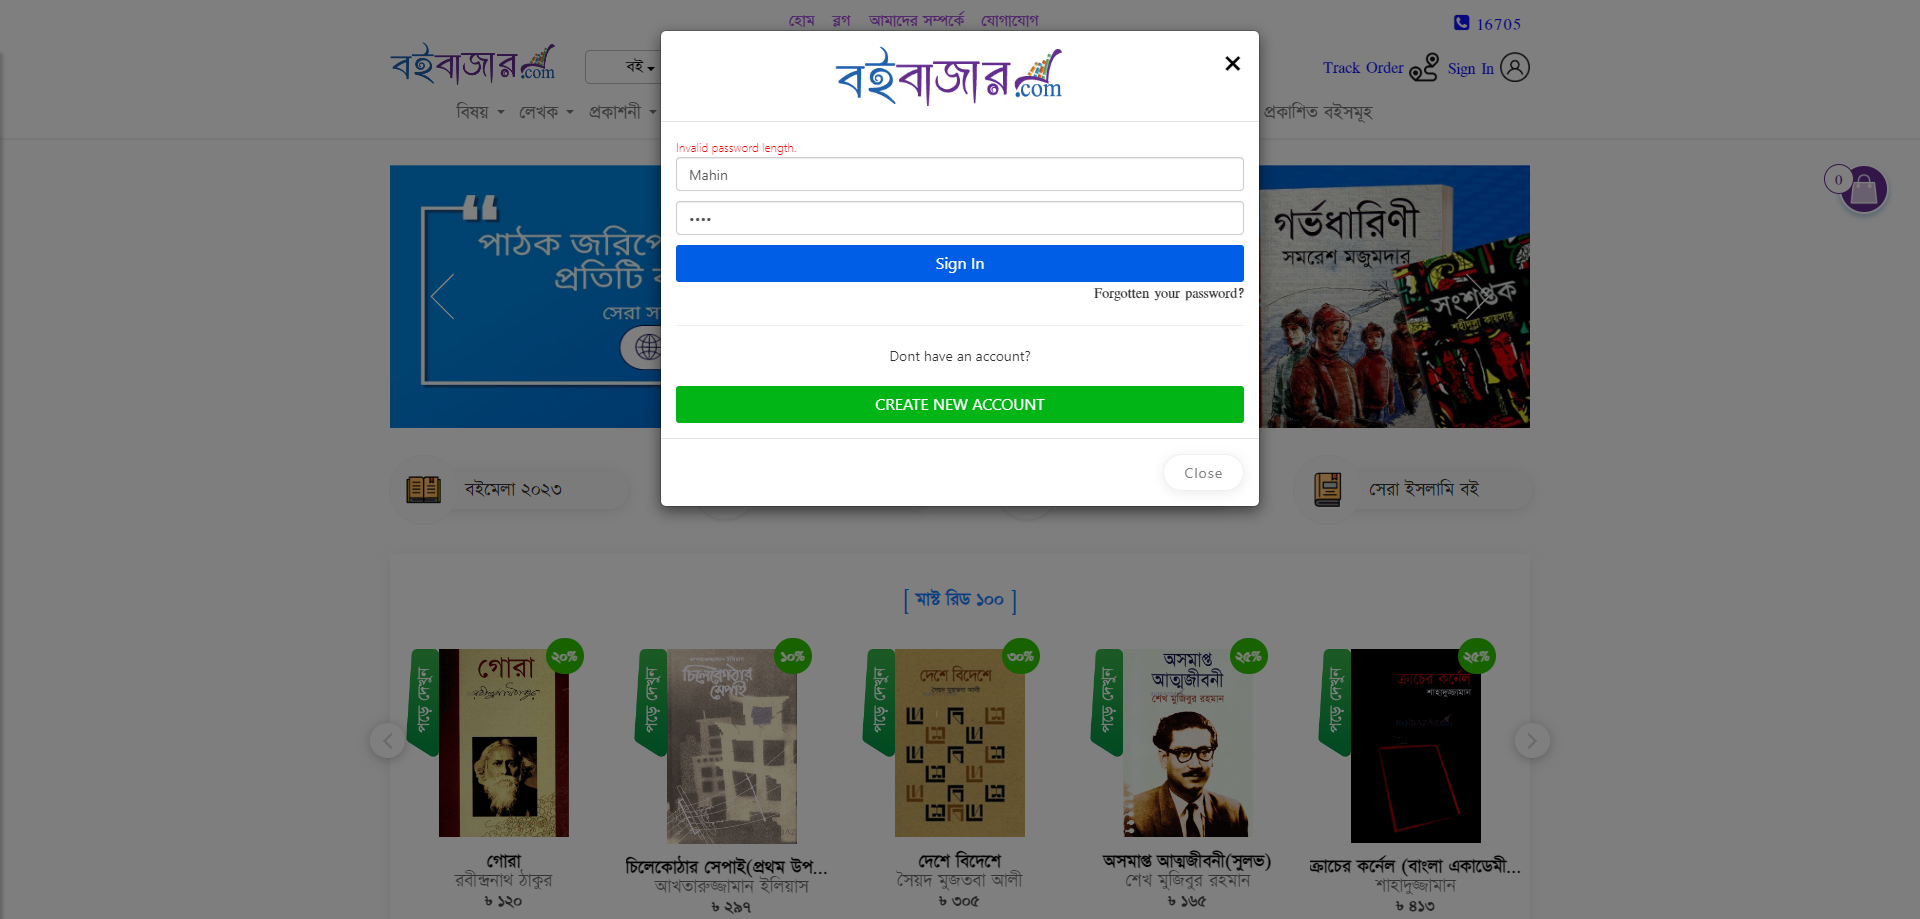 হোম ব্লগ আমাদের সম্পর্কে যোগাযোগ
16705
বইবাজার.com
বই
Track Order
Sign In
বিষয় লেখক প্রকাশনী
প্রকাশিত বইসমূহ
বইবাজার.com
×
Invalid password length.
Mahin
••••
Sign In
Forgotten your password?
Dont have an account?
CREATE NEW ACCOUNT
Close
0
পাঠক জরিপে
প্রতিটি
সেরা
গর্ভধারিণী
সমরেশ মজুমদার
সংশপ্তক
শহীদুল্লা কায়সার
বইমেলা ২০২৩
সেরা ইসলামি বই
[ মাস্ট রিড ১০০ ]
পড়ে দেখুন
২০%
গোরা
পড়ে দেখুন
১০%
চিলেকোঠার সেপাই
পড়ে দেখুন
৩০%
দেশে বিদেশে
সৈয়দ মুজতবা আলী
পড়ে দেখুন
২৫%
অসমাপ্ত
আত্মজীবনী
শেখ মুজিবুর রহমান
পড়ে দেখুন
২৫%
ক্রাচের কর্নেল
শাহাদুজ্জামান
গোরা
রবীন্দ্রনাথ ঠাকুর
৳ ১২০
চিলেকোঠার সেপাই(প্রথম উপ...
আখতারুজ্জামান ইলিয়াস
৳ ২৯৭
দেশে বিদেশে
সৈয়দ মুজতবা আলী
৳ ৩০৫
অসমাপ্ত আত্মজীবনী(সুলভ)
শেখ মুজিবুর রহমান
৳ ১৬৫
ক্রাচের কর্নেল (বাংলা একাডেমী...
শাহাদুজ্জামান
৳ ৪১৩